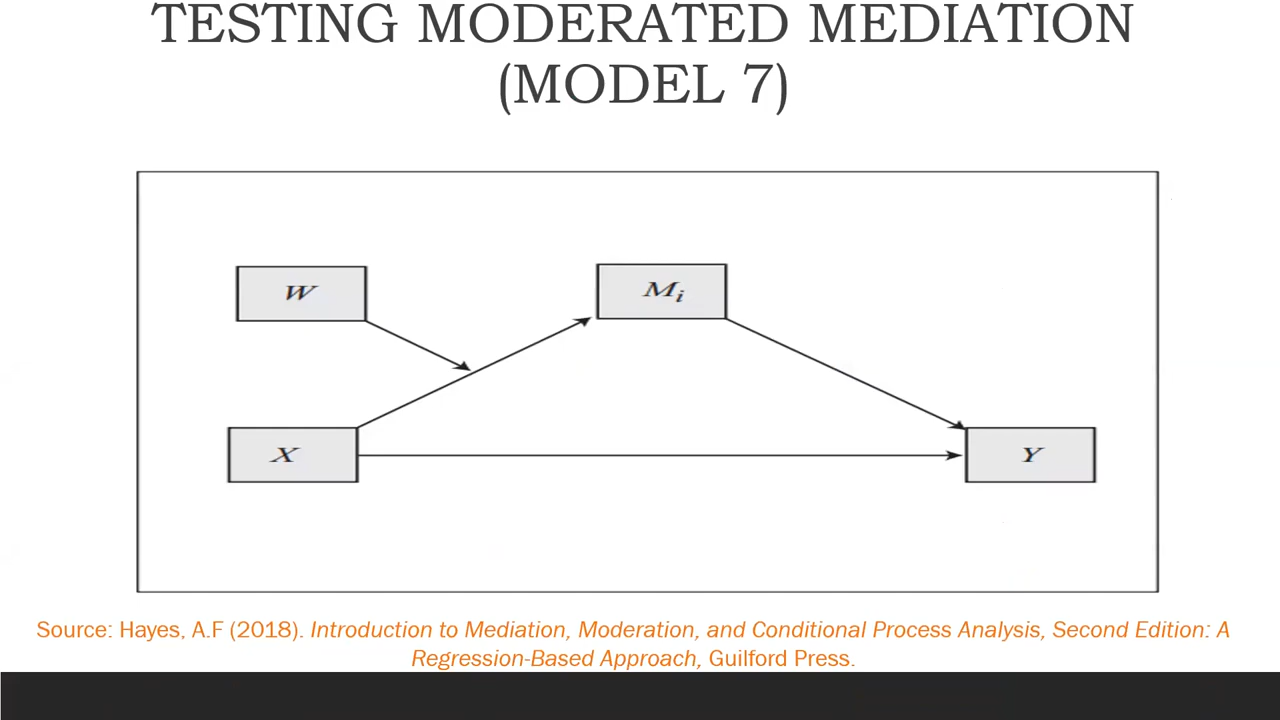 TESTING MODERATED MEDIATION
(MODEL 7)
W
M_i
X
Y
Source: Hayes, A.F (2018). Introduction to Mediation, Moderation, and Conditional Process Analysis, Second Edition: A
Regression-Based Approach, Guilford Press.